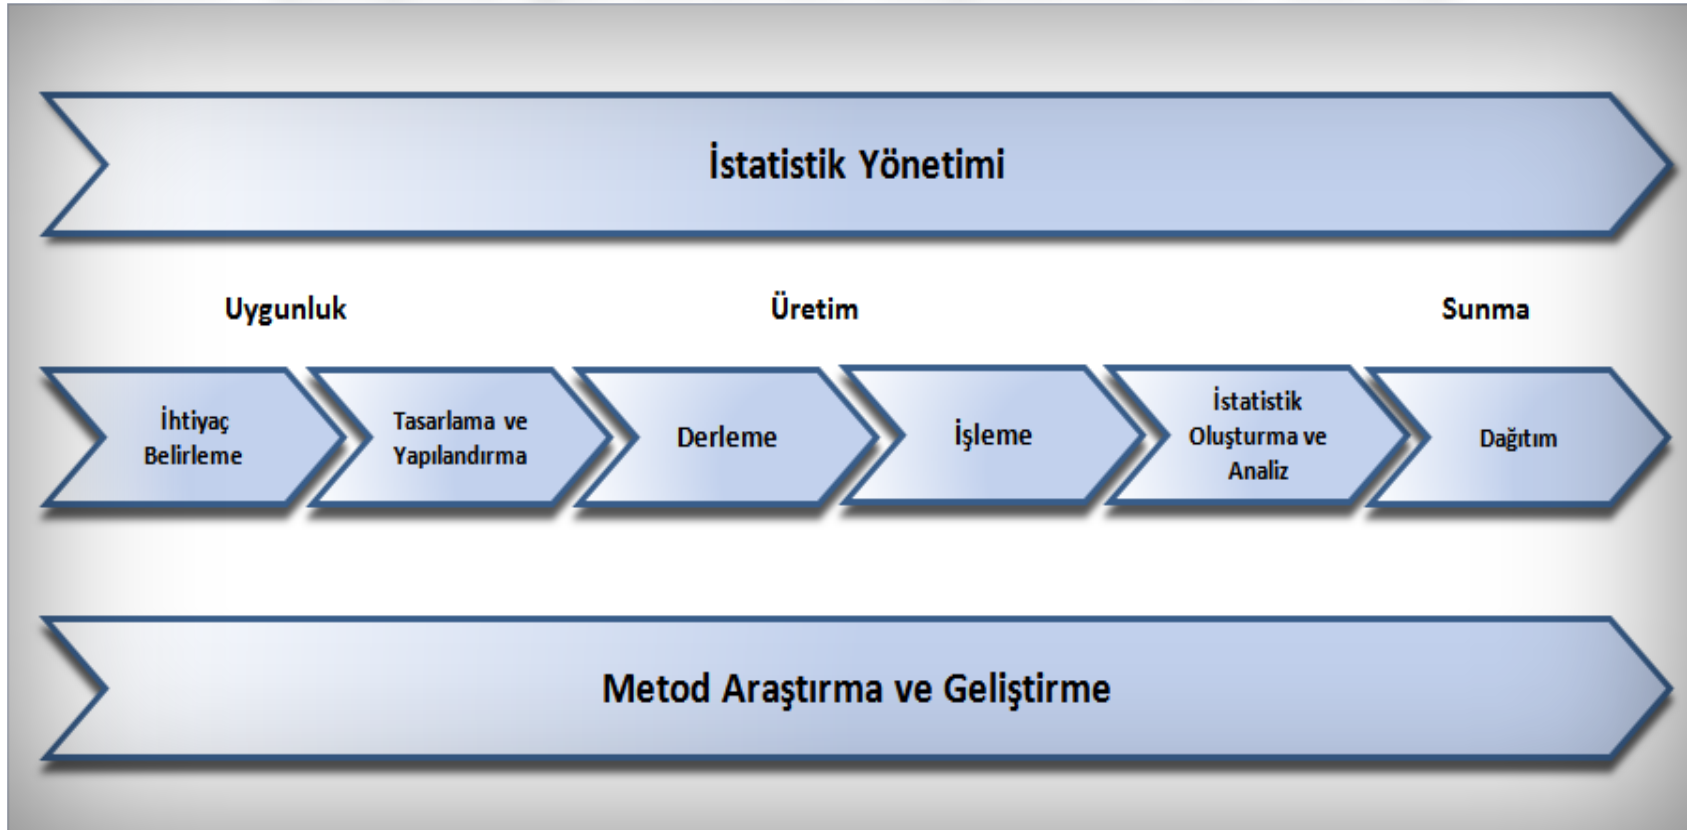 İstatistik Yönetimi
Uygunluk
Üretim
Sunma
İhtiyaç
Belirleme
Tasarlama ve
Yapılandırma
Derleme
İşleme
İstatistik
Oluşturma ve
Analiz
Dağıtım
Metod Araştırma ve Geliştirme